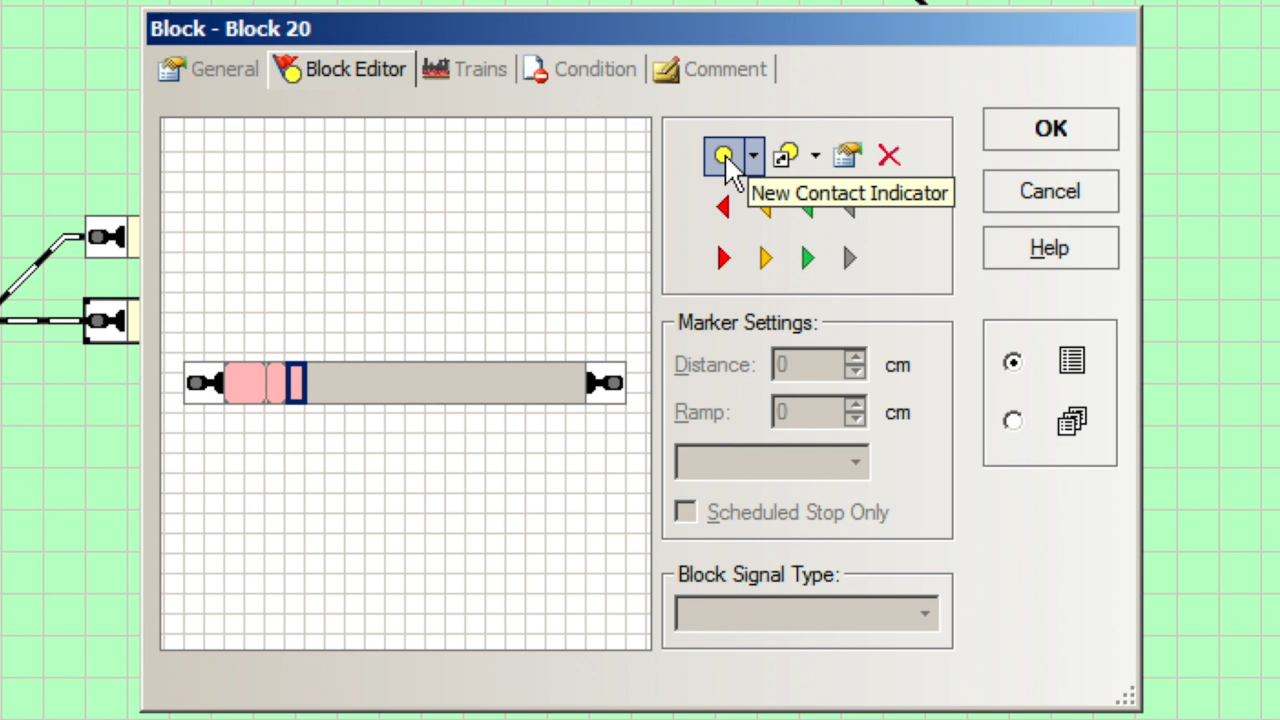 Block - Block 20
General Block Editor Trains Condition Comment
OK
New Contact Indicator
Cancel
Help
Marker Settings:
Distance: 0 cm
Ramp: 0 cm
Scheduled Stop Only
Block Signal Type: